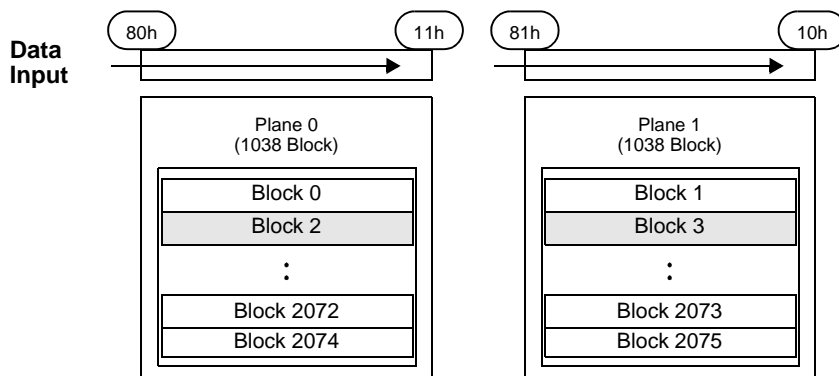 80h 11h 81h 10h
Data
Input
Plane 0 Plane 1
(1038 Block) (1038 Block)
Block 0 Block 1
Block 2 Block 3
: :
Block 2072 Block 2073
Block 2074 Block 2075